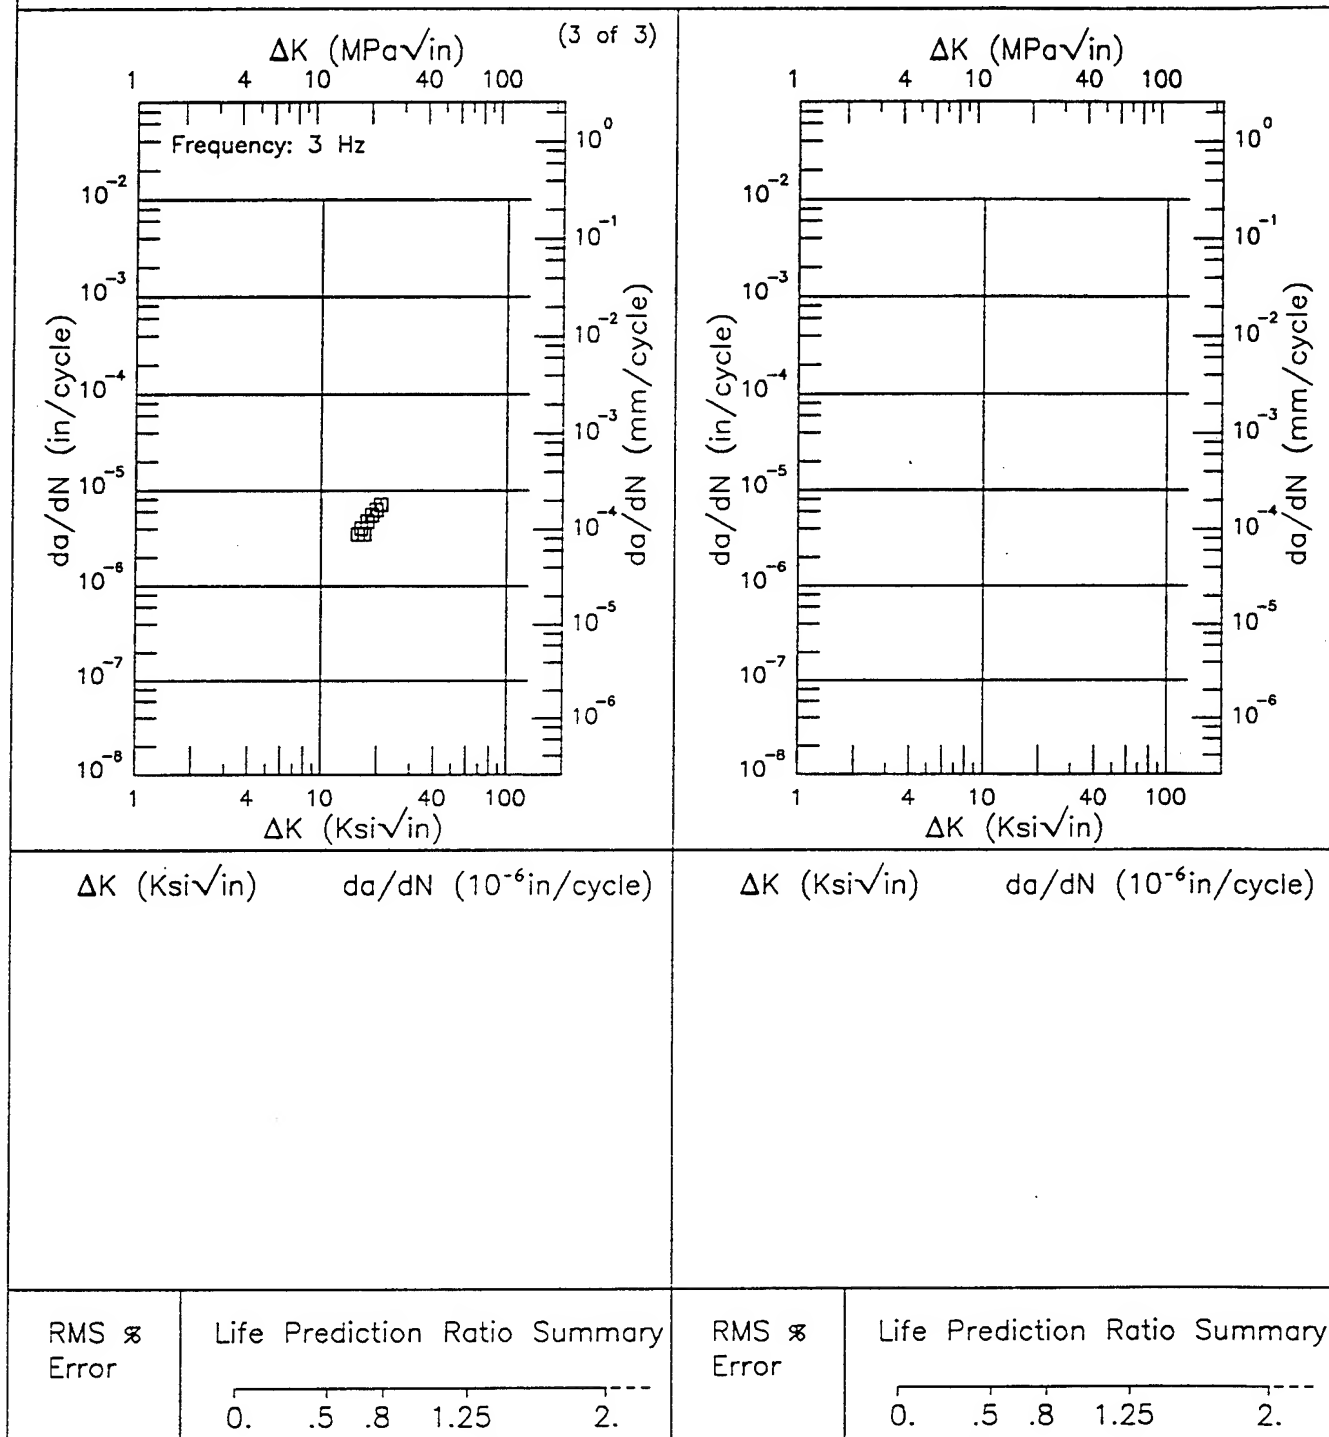 (3 of 3)
ΔK (MPa√in)
1 4 10 40 100
Frequency: 3 Hz
da/dN (in/cycle)
10⁻²
10⁻³
10⁻⁴
10⁻⁵
10⁻⁶
10⁻⁷
10⁻⁸
10⁰
10⁻¹
10⁻²
10⁻³
10⁻⁴
10⁻⁵
10⁻⁶
da/dN (mm/cycle)
1 4 10 40 100
ΔK (Ksi√in)
ΔK (MPa√in)
1 4 10 40 100
da/dN (in/cycle)
10⁻²
10⁻³
10⁻⁴
10⁻⁵
10⁻⁶
10⁻⁷
10⁻⁸
10⁰
10⁻¹
10⁻²
10⁻³
10⁻⁴
10⁻⁵
10⁻⁶
da/dN (mm/cycle)
1 4 10 40 100
ΔK (Ksi√in)
ΔK (Ksi√in) da/dN (10⁻⁶in/cycle)
ΔK (Ksi√in) da/dN (10⁻⁶in/cycle)
RMS %
Error
Life Prediction Ratio Summary
0. .5 .8 1.25 2.
RMS %
Error
Life Prediction Ratio Summary
0. .5 .8 1.25 2.